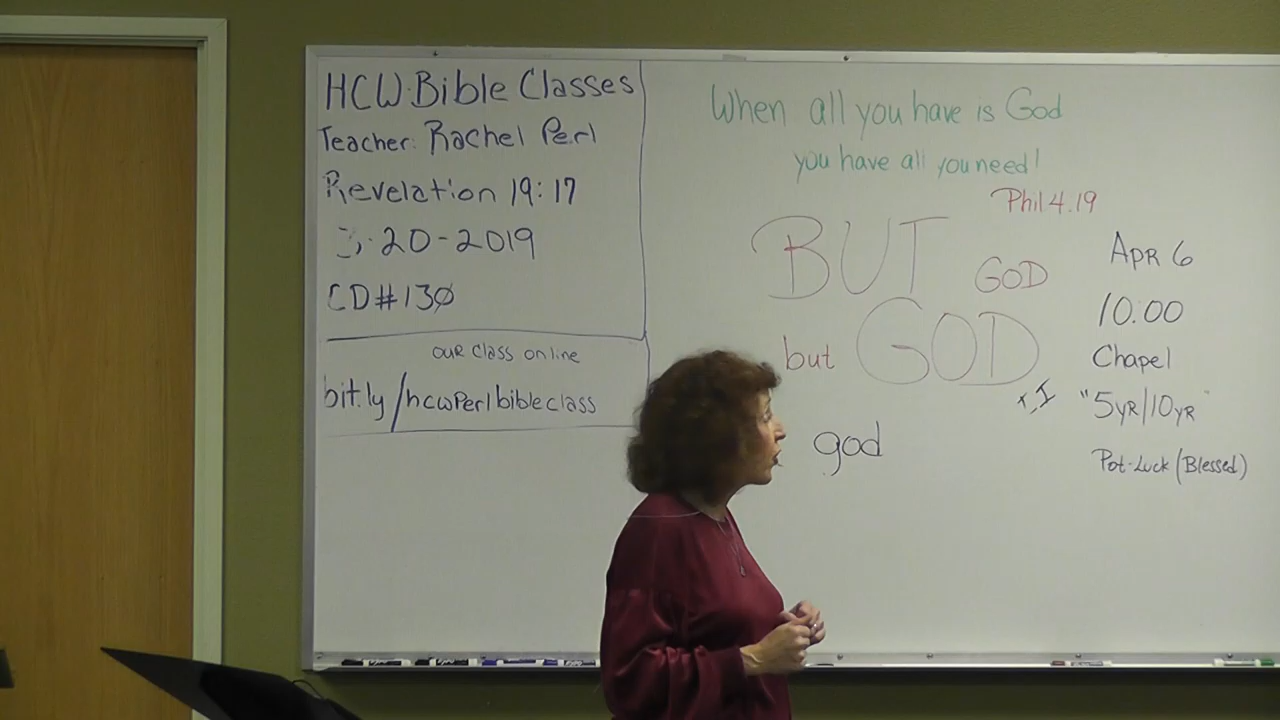 HCW Bible Classes
Teacher: Rachel Perl
Revelation 19:17
3-20-2019
CD#130
our class online
bit.ly/hcwPerlbibleclass
When all you have is God
you have all you need!
Phil 4.19
BUT GOD
but GOD
god
Apr 6
10:00
Chapel
"5yr/10yr"
Pot-Luck (Blessed)